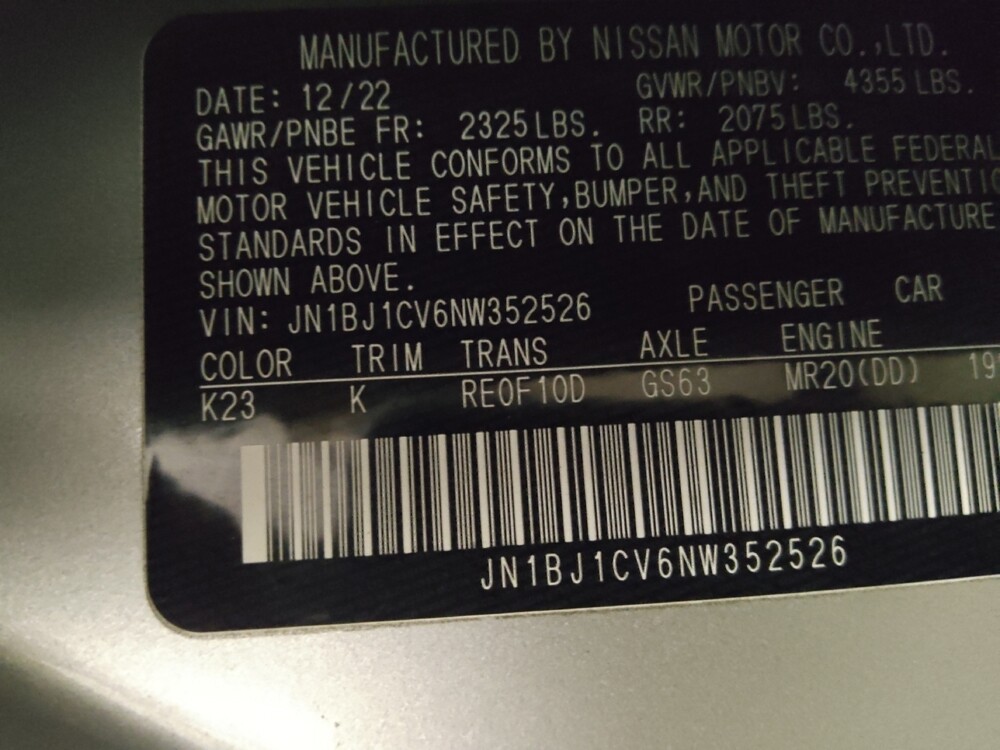 MANUFACTURED BY NISSAN MOTOR CO.,LTD.
DATE: 12/22 GVWR/PNBV: 4355 LBS.
GAWR/PNBE FR: 2325 LBS. RR: 2075 LBS.
THIS VEHICLE CONFORMS TO ALL APPLICABLE FEDERAL
MOTOR VEHICLE SAFETY,BUMPER,AND THEFT PREVENTIO
STANDARDS IN EFFECT ON THE DATE OF MANUFACTURE
SHOWN ABOVE.
VIN: JN1BJ1CV6NW352526 PASSENGER CAR
COLOR TRIM TRANS AXLE ENGINE
K23 K RE0F10D GS63 MR20(DD) 19
JN1BJ1CV6NW352526